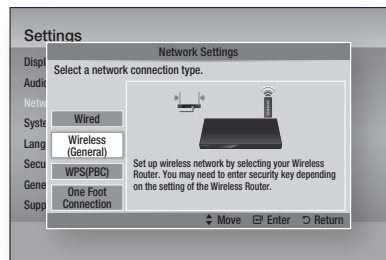 Settings
Network Settings
Select a network connection type.
Displ
Audio
Netw
Syste
Lang
Secu
Gene
Supp
Wired
Wireless
(General)
WPS(PBC)
One Foot
Connection
Set up wireless network by selecting your Wireless
Router. You may need to enter security key depending
on the setting of the Wireless Router.
Move Enter Return